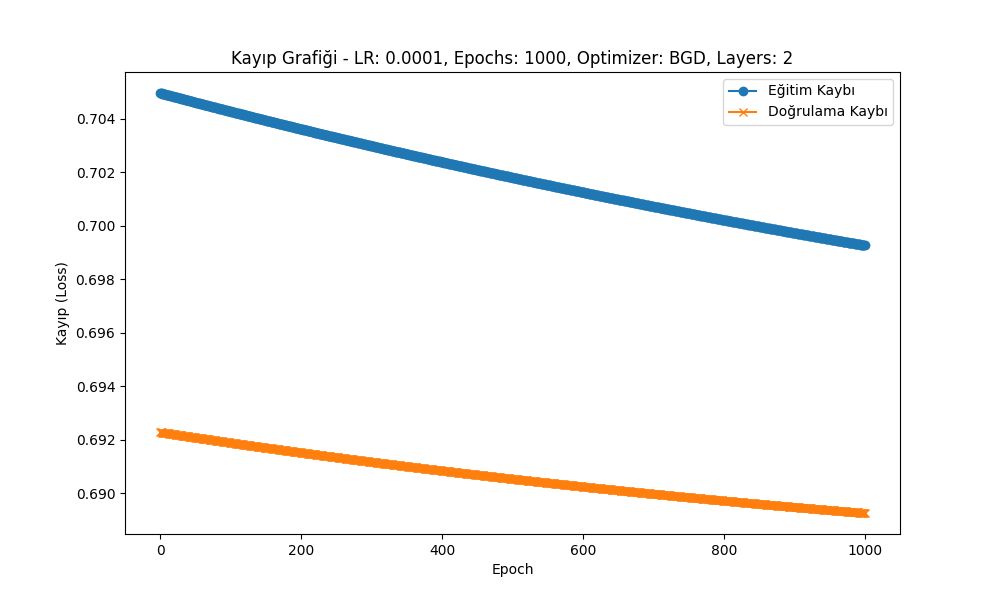 Kayıp Grafiği - LR: 0.0001, Epochs: 1000, Optimizer: BGD, Layers: 2
Eğitim Kaybı
Doğrulama Kaybı
Kayıp (Loss)
0.704
0.702
0.700
0.698
0.696
0.694
0.692
0.690
0
200
400
600
800
1000
Epoch